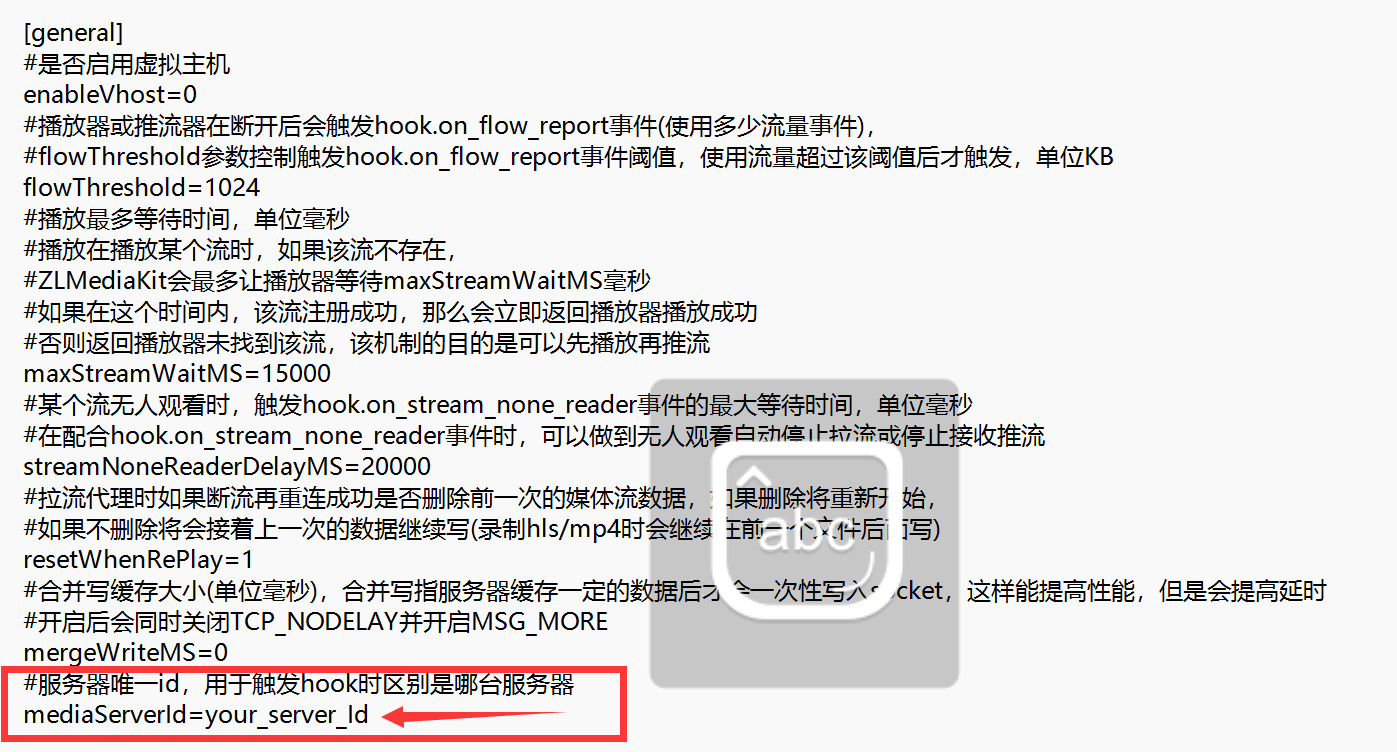 [general]
#是否启用虚拟主机
enableVhost=0
#播放器或推流器在断开后会触发hook.on_flow_report事件(使用多少流量事件)，
#flowThreshold参数控制触发hook.on_flow_report事件阈值，使用流量超过该阈值后才触发，单位KB
flowThreshold=1024
#播放最多等待时间，单位毫秒
#播放在播放某个流时，如果该流不存在，
#ZLMediaKit会最多让播放器等待maxStreamWaitMS毫秒
#如果在这个时间内，该流注册成功，那么会立即返回播放器播放成功
#否则返回播放器未找到该流，该机制的目的是可以先播放再推流
maxStreamWaitMS=15000
#某个流无人观看时，触发hook.on_stream_none_reader事件的最大等待时间，单位毫秒
#在配合hook.on_stream_none_reader事件时，可以做到无人观看自动停止拉流或停止接收推流
streamNoneReaderDelayMS=20000
#拉流代理时如果断流再重连成功是否删除前一次的媒体流数据，如果删除将重新开始，
#如果不删除将会接着上一次的数据继续写(录制hls/mp4时会继续在前一个文件后面写)
resetWhenRePlay=1
#合并写缓存大小(单位毫秒)，合并写指服务器缓存一定的数据后才会一次性写入socket，这样能提高性能，但是会提高延时
#开启后会同时关闭TCP_NODELAY并开启MSG_MORE
mergeWriteMS=0
#服务器唯一id，用于触发hook时区别是哪台服务器
mediaServerId=your_server_Id
abc